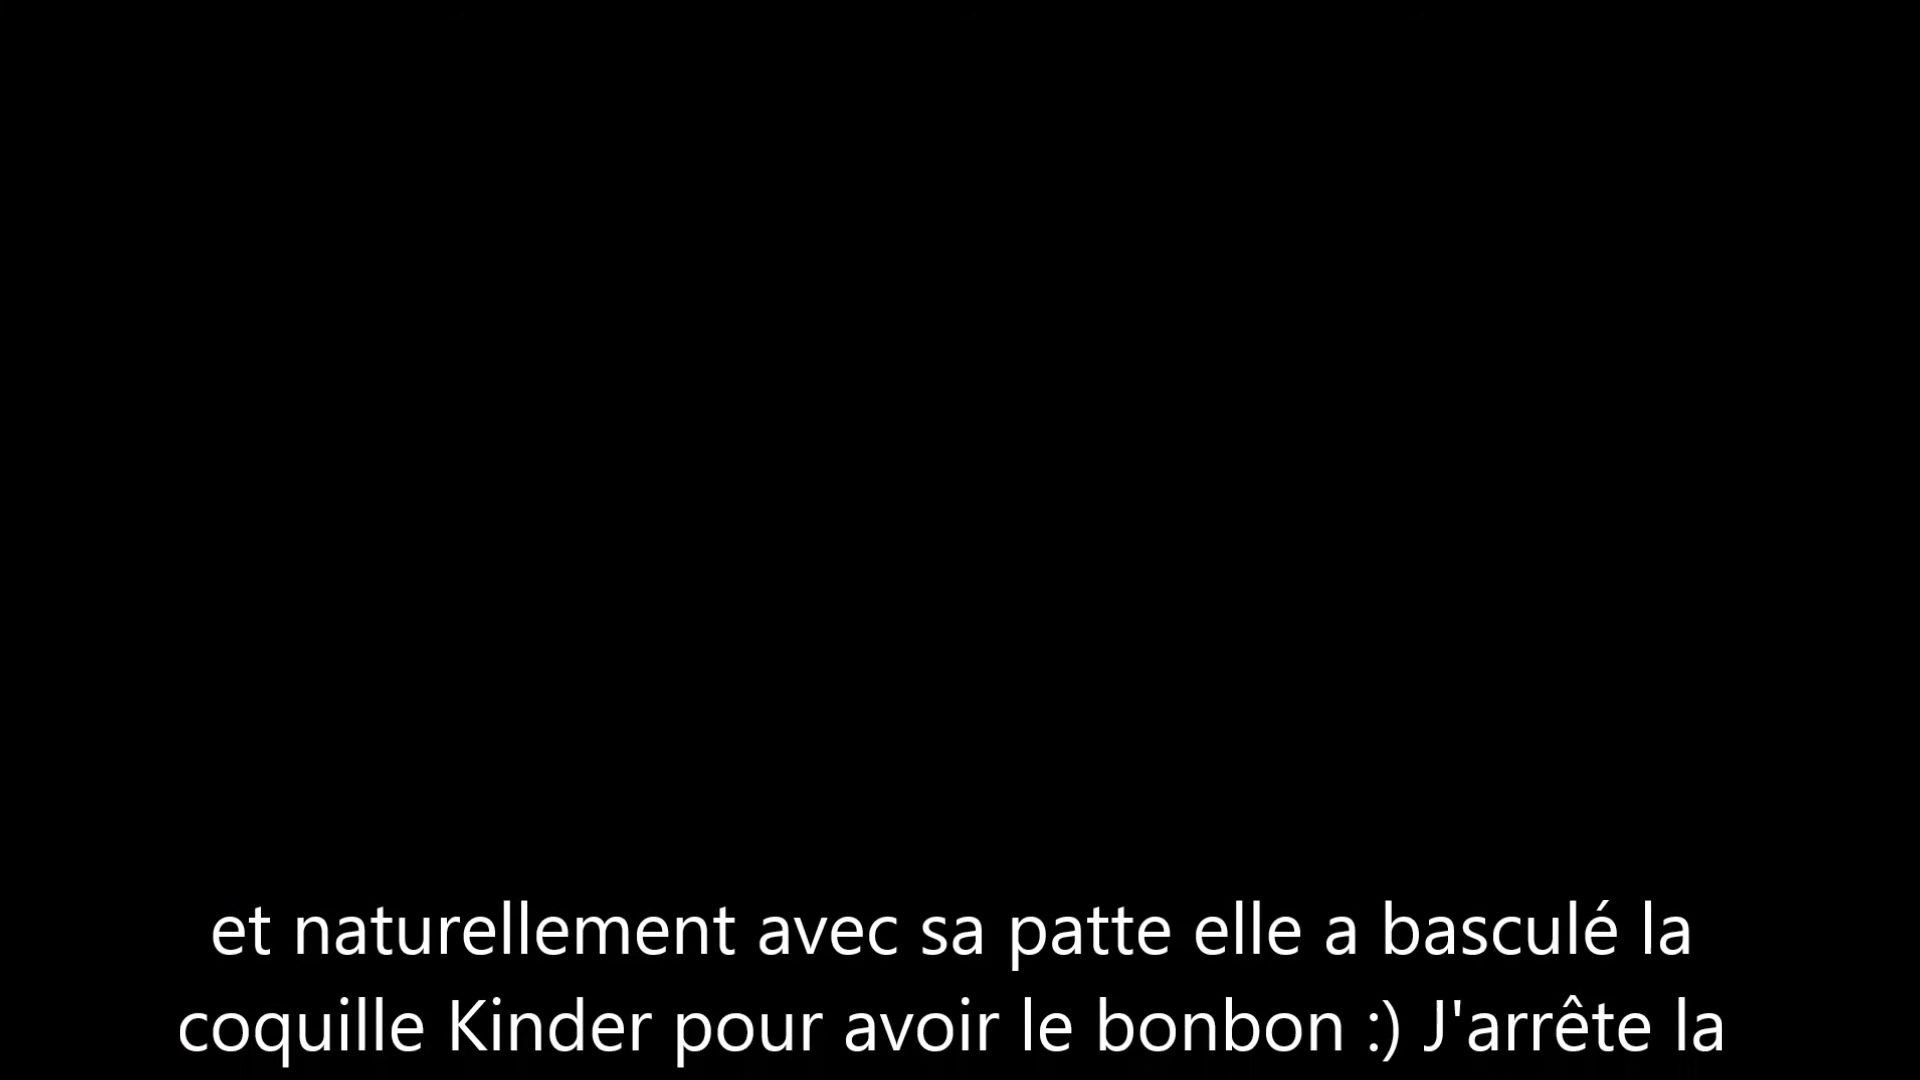 et naturellement avec sa patte elle a basculé la
coquille Kinder pour avoir le bonbon :) J'arrête la